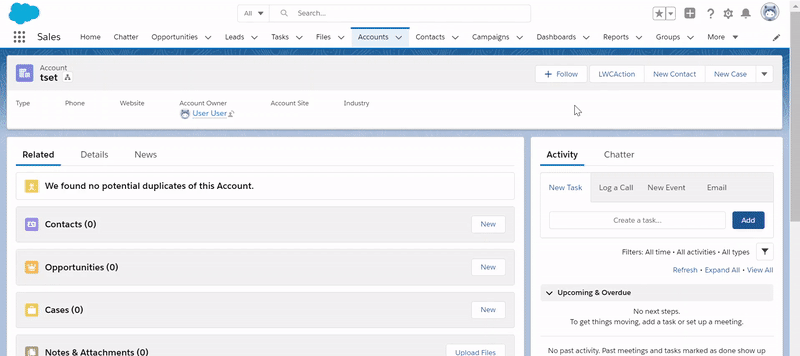 All
Search...
Sales
Home
Chatter
Opportunities
Leads
Tasks
Files
Accounts
Contacts
Campaigns
Dashboards
Reports
Groups
More
Account
tset
Follow
LWCAction
New Contact
New Case
Type
Phone
Website
Account Owner
Account Site
Industry
User User
Related
Details
News
We found no potential duplicates of this Account.
Contacts (0)
New
Opportunities (0)
New
Cases (0)
New
Notes & Attachments (0)
Upload Files
Activity
Chatter
New Task
Log a Call
New Event
Email
Create a task...
Add
Filters: All time • All activities • All types
Refresh • Expand All • View All
Upcoming & Overdue
No next steps.
To get things moving, add a task or set up a meeting.
No past activity. Past meetings and tasks marked as done show up